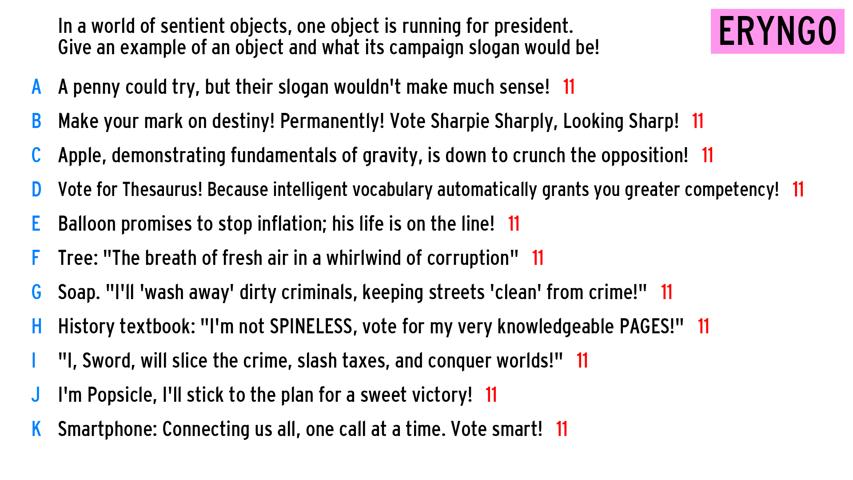 In a world of sentient objects, one object is running for president.
Give an example of an object and what its campaign slogan would be!
ERYNGO
A A penny could try, but their slogan wouldn't make much sense! 11
B Make your mark on destiny! Permanently! Vote Sharpie Sharply, Looking Sharp! 11
C Apple, demonstrating fundamentals of gravity, is down to crunch the opposition! 11
D Vote for Thesaurus! Because intelligent vocabulary automatically grants you greater competency! 11
E Balloon promises to stop inflation; his life is on the line! 11
F Tree: "The breath of fresh air in a whirlwind of corruption" 11
G Soap. "I'll 'wash away' dirty criminals, keeping streets 'clean' from crime!" 11
H History textbook: "I'm not SPINELESS, vote for my very knowledgeable PAGES!" 11
I "I, Sword, will slice the crime, slash taxes, and conquer worlds!" 11
J I'm Popsicle, I'll stick to the plan for a sweet victory! 11
K Smartphone: Connecting us all, one call at a time. Vote smart! 11